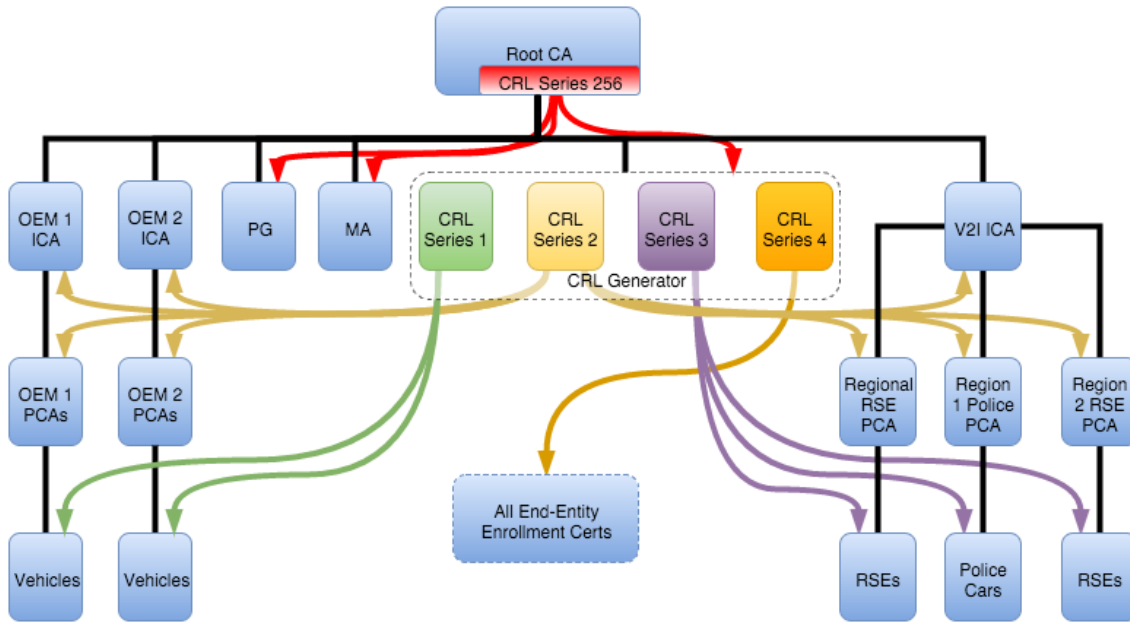 Root CA
CRL Series 256
OEM 1
ICA
OEM 2
ICA
PG
MA
CRL
Series 1
CRL
Series 2
CRL
Series 3
CRL
Series 4
V2I ICA
CRL Generator
OEM 1
PCAs
OEM 2
PCAs
Regional
RSE
PCA
Region
1 Police
PCA
Region
2 RSE
PCA
All End-Entity
Enrollment Certs
Vehicles
Vehicles
RSEs
Police
Cars
RSEs